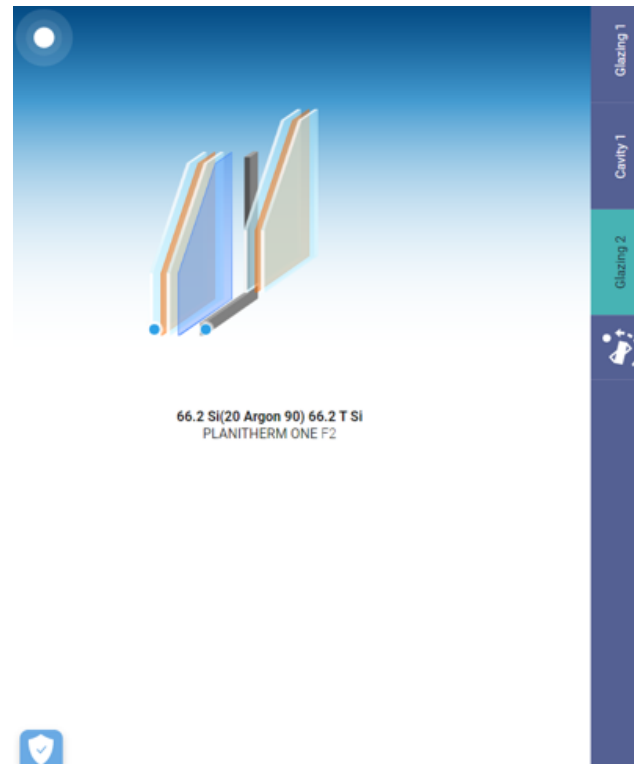 Glazing 1
Cavity 1
Glazing 2
66.2 Si(20 Argon 90) 66.2 T Si
PLANITHERM ONE F2